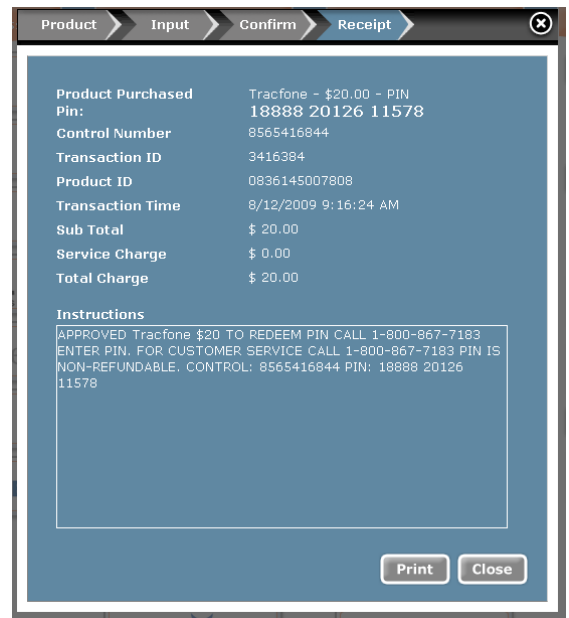 Product Input Confirm Receipt
Product Purchased Tracfone - $20.00 - PIN
Pin: 18888 20126 11578
Control Number 8565416844
Transaction ID 3416384
Product ID 0836145007808
Transaction Time 8/12/2009 9:16:24 AM
Sub Total $ 20.00
Service Charge $ 0.00
Total Charge $ 20.00
Instructions
APPROVED Tracfone $20 TO REDEEM PIN CALL 1-800-867-7183
ENTER PIN. FOR CUSTOMER SERVICE CALL 1-800-867-7183 PIN IS
NON-REFUNDABLE. CONTROL: 8565416844 PIN: 18888 20126
11578
Print Close